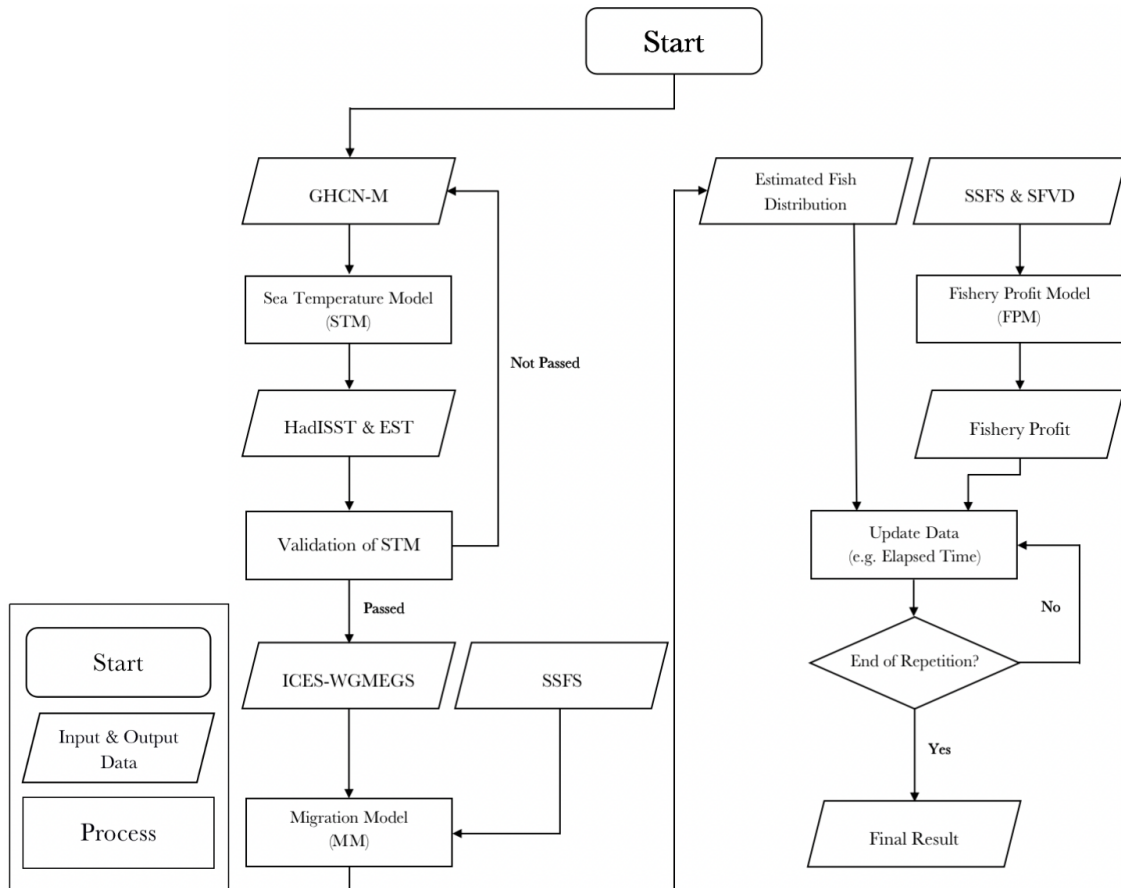 Start
GHCN-M
Sea Temperature Model
(STM)
Not Passed
HadISST & EST
Validation of STM
Passed
ICES-WGMEGS
SSFS
Migration Model
(MM)
Estimated Fish
Distribution
SSFS & SFVD
Fishery Profit Model
(FPM)
Fishery Profit
Update Data
(e.g. Elapsed Time)
No
End of Repetition?
Yes
Final Result
Start
Input & Output
Data
Process